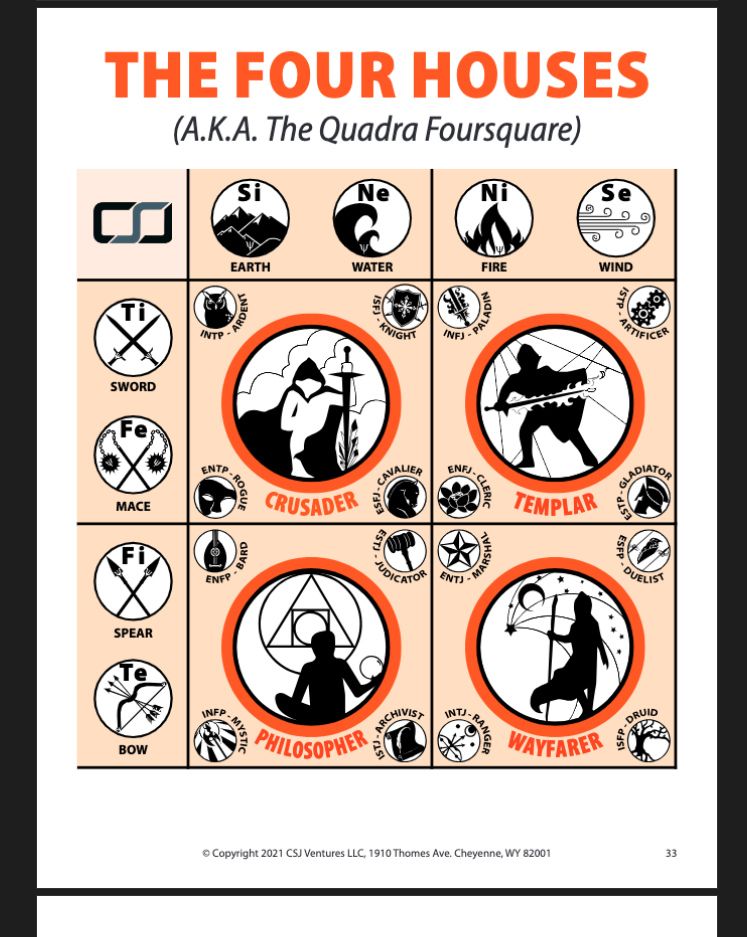 THE FOUR HOUSES
(A.K.A. The Quadra Foursquare)
Si
Ne
Ni
Se
EARTH
WATER
FIRE
WIND
Ti
SWORD
Fe
MACE
INTP - ARDENT
ISFJ - KNIGHT
ENTP - ROGUE
ESFJ - CAVALIER
CRUSADER
INFJ - PALADIN
ISTP - ARTIFICER
ENFJ - CLERIC
ESTP - GLADIATOR
TEMPLAR
Fi
SPEAR
Te
BOW
ENFP - BARD
ESTJ - JUDICATOR
INFP - MYSTIC
ISTJ - ARCHIVIST
PHILOSOPHER
ENTJ - MARSHAL
ESFP - DUELIST
INTJ - RANGER
ISFP - DRUID
WAYFARER
© Copyright 2021 CSJ Ventures LLC, 1910 Thomes Ave. Cheyenne, WY 82001
33